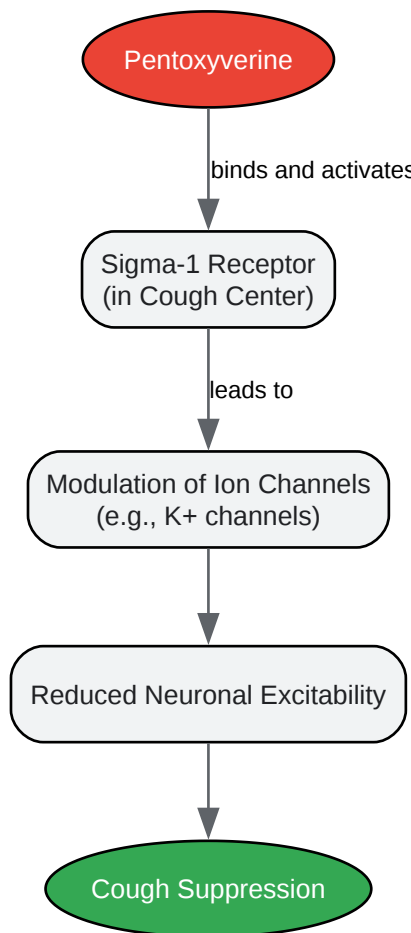 Pentoxyverine
binds and activates
Sigma-1 Receptor
(in Cough Center)
leads to
Modulation of Ion Channels
(e.g., K+ channels)
Reduced Neuronal Excitability
Cough Suppression